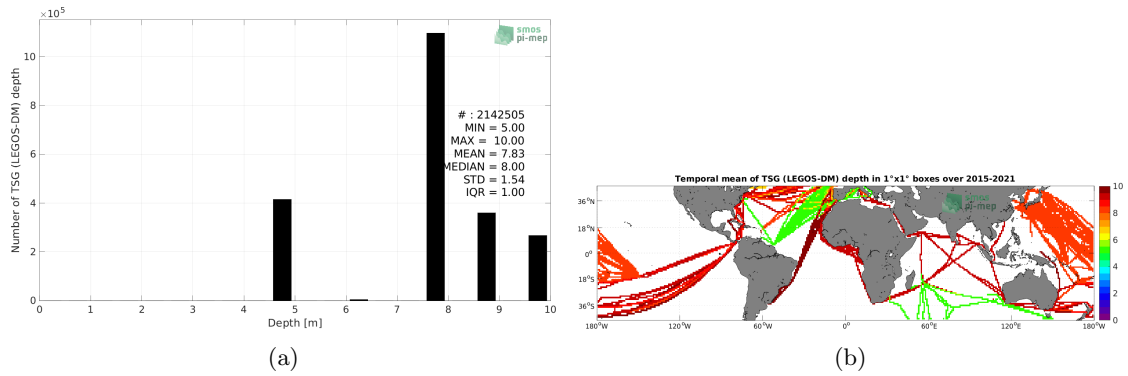 ×10⁵
smos
pi-mep
10
8
6
4
2
0
Number of TSG (LEGOS-DM) depth
# : 2142505
MIN = 5.00
MAX = 10.00
MEAN = 7.83
MEDIAN = 8.00
STD = 1.54
IQR = 1.00
0 1 2 3 4 5 6 7 8 9 10
Depth [m]
(a)
Temporal mean of TSG (LEGOS-DM) depth in 1°x1° boxes over 2015-2021
smos
pi-mep
36°N
18°N
0°
18°S
36°S
180°W 120°W 60°W 0° 60°E 120°E 180°W
10
8
6
4
2
0
(b)